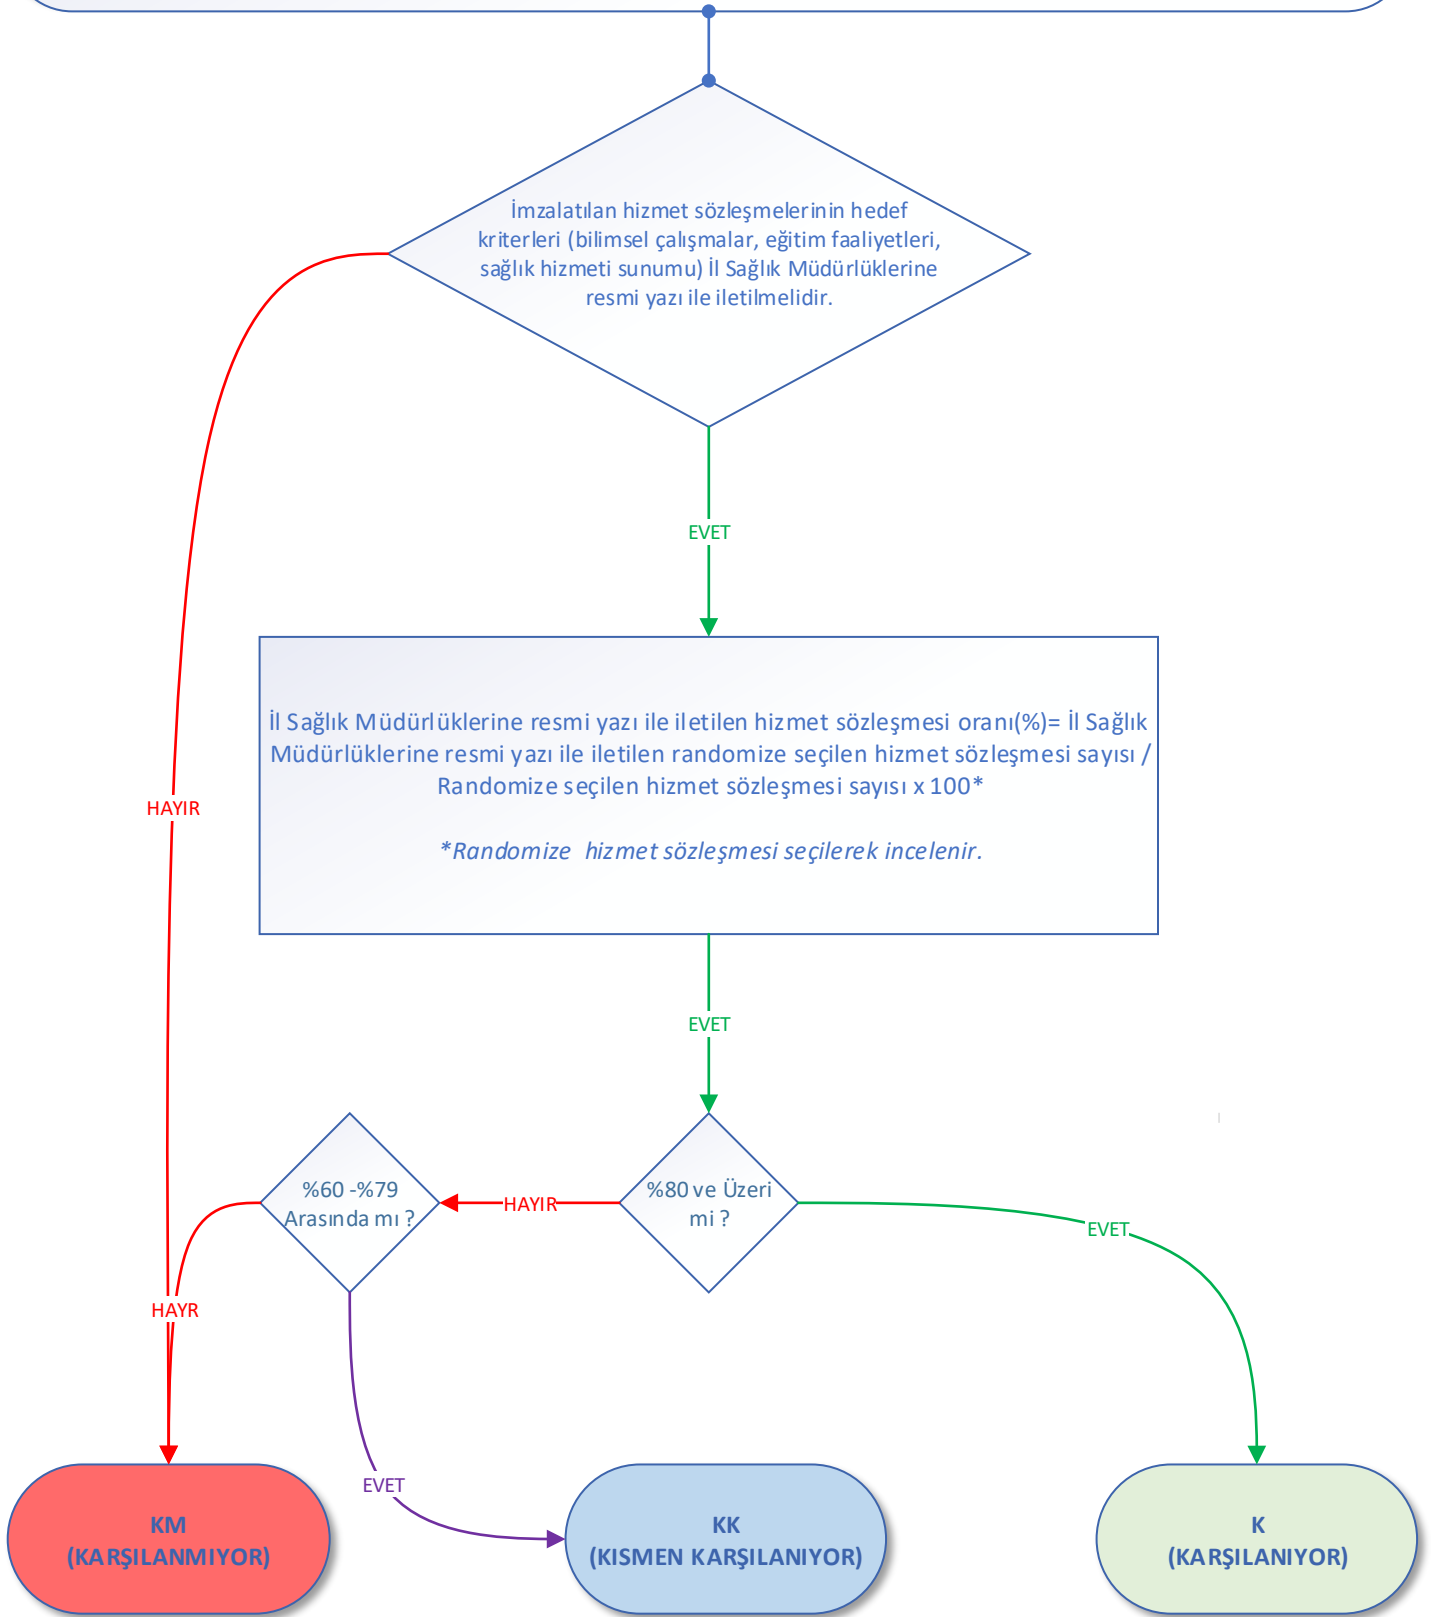 İmzalatılan hizmet sözleşmelerinin hedef
kriterleri (bilimsel çalışmalar, eğitim faaliyetleri,
sağlık hizmeti sunumu) İl Sağlık Müdürlüklerine
resmi yazı ile iletilmelidir.
EVET
İl Sağlık Müdürlüklerine resmi yazı ile iletilen hizmet sözleşmesi oranı(%)= İl Sağlık
Müdürlüklerine resmi yazı ile iletilen randomize seçilen hizmet sözleşmesi sayısı /
Randomize seçilen hizmet sözleşmesi sayısı x 100*
*Randomize hizmet sözleşmesi seçilerek incelenir.
HAYIR
EVET
%60 -%79
Arasında mı ?
HAYIR
%80 ve Üzeri
mi ?
EVET
HAYR
EVET
KM
(KARŞILANMIYOR)
KK
(KISMEN KARŞILANIYOR)
K
(KARŞILANIYOR)